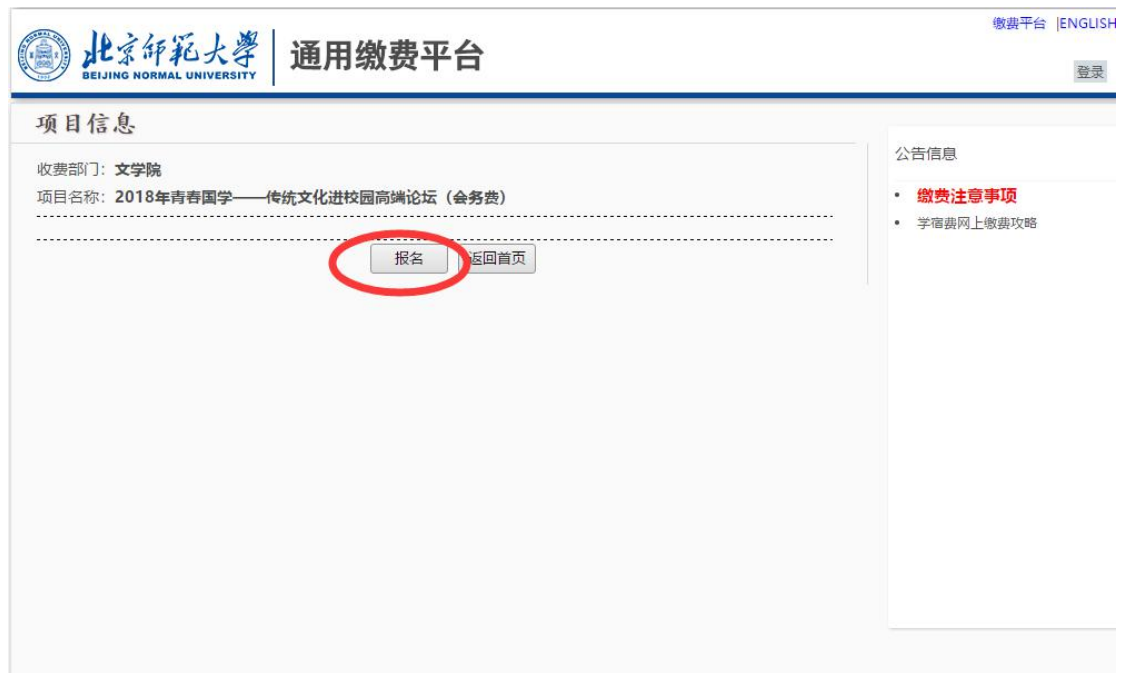 缴费平台 |ENGLISH
北京师范大学
BEIJING NORMAL UNIVERSITY
通用缴费平台
登录
项目信息
收费部门：文学院
项目名称：2018年青春国学——传统文化进校园高端论坛（会务费）
报名
返回首页
公告信息
• 缴费注意事项
• 学宿费网上缴费攻略